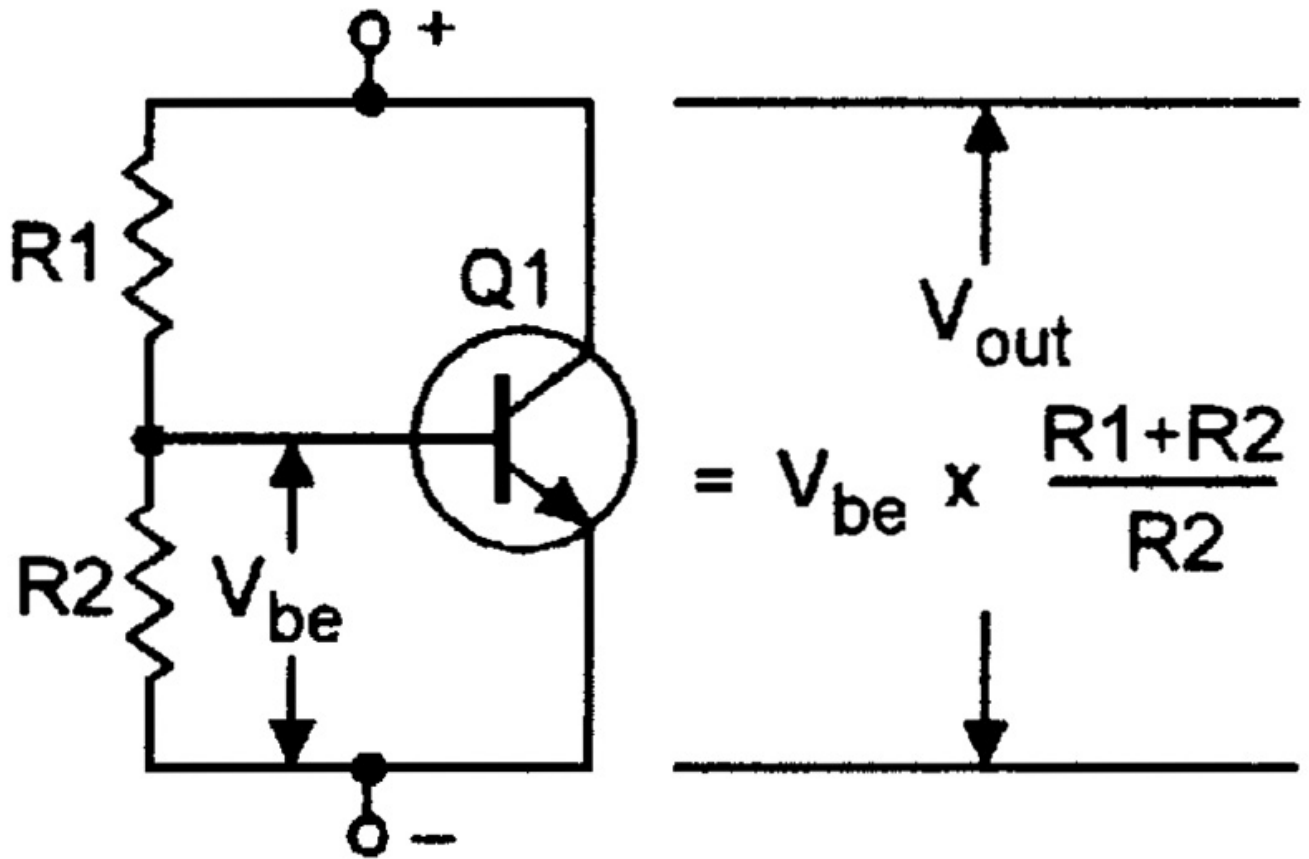 +
R1
Q1
V_out
= V_be x (R1+R2)/R2
R2
V_be
–